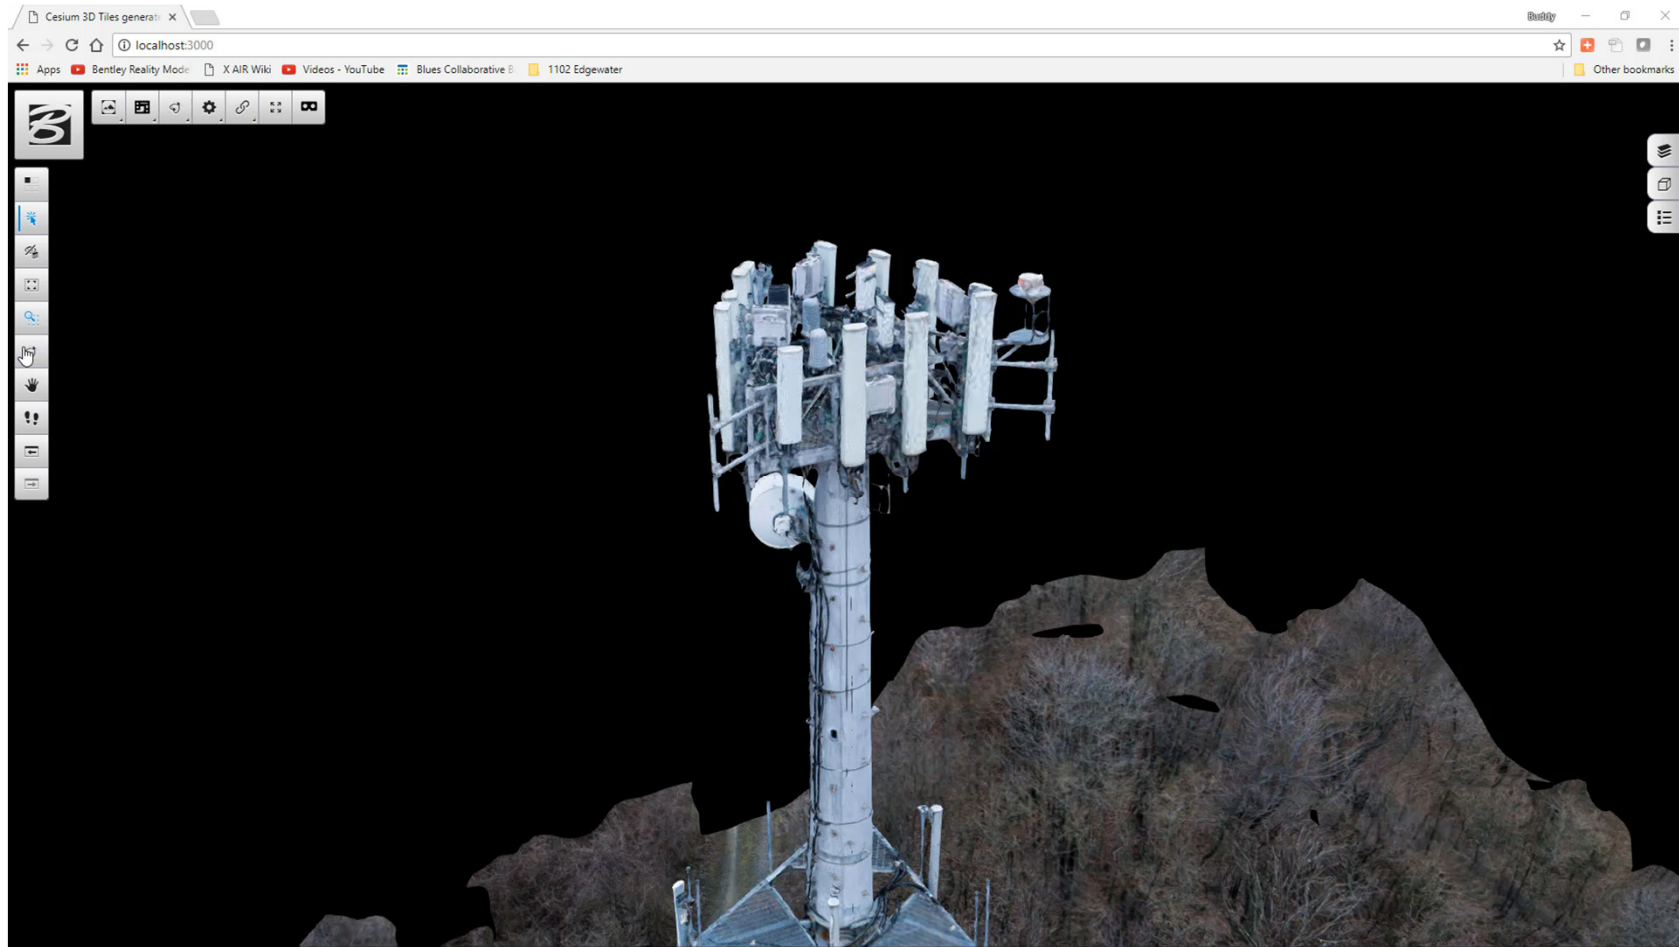 Cesium 3D Tiles generat
Buddy
localhost:3000
Apps Bentley Reality Mode X AIR Wiki Videos - YouTube Blues Collaborative B 1102 Edgewater Other bookmarks